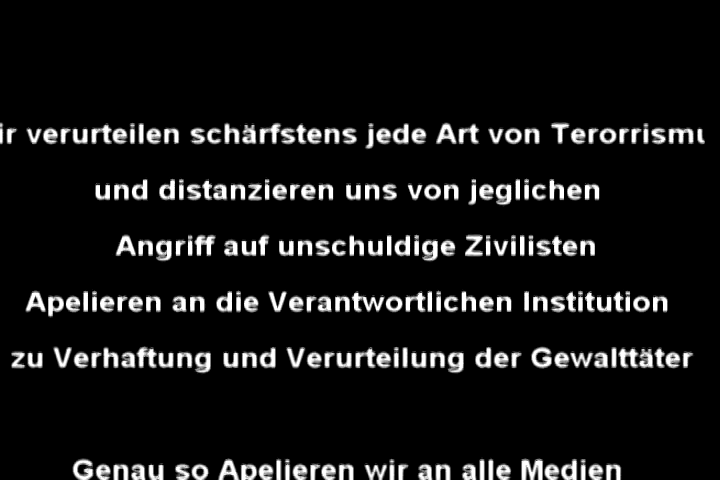 ir verurteilen schärfstens jede Art von Terorrismu
und distanzieren uns von jeglichen
Angriff auf unschuldige Zivilisten
Apelieren an die Verantwortlichen Institution
zu Verhaftung und Verurteilung der Gewalttäter
Genau so Apelieren wir an alle Medien